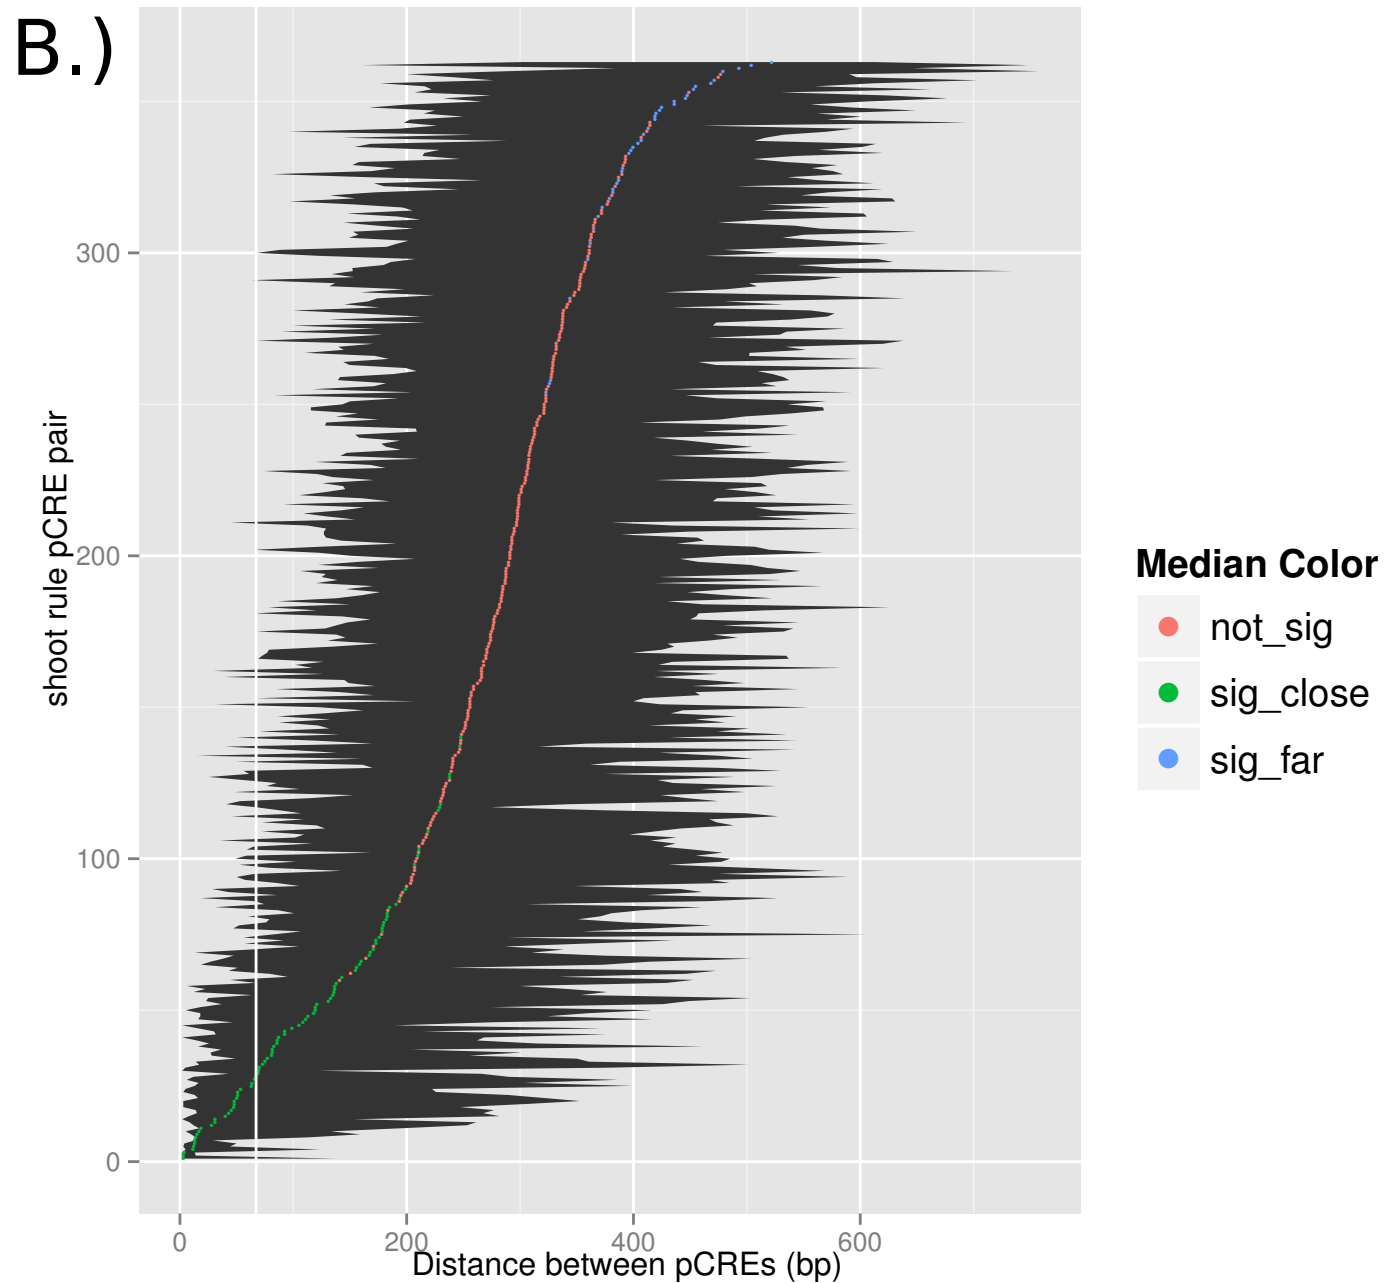 B.)
300
200
100
0
shoot rule pCRE pair
0 200 400 600
Distance between pCREs (bp)
Median Color
not_sig
sig_close
sig_far